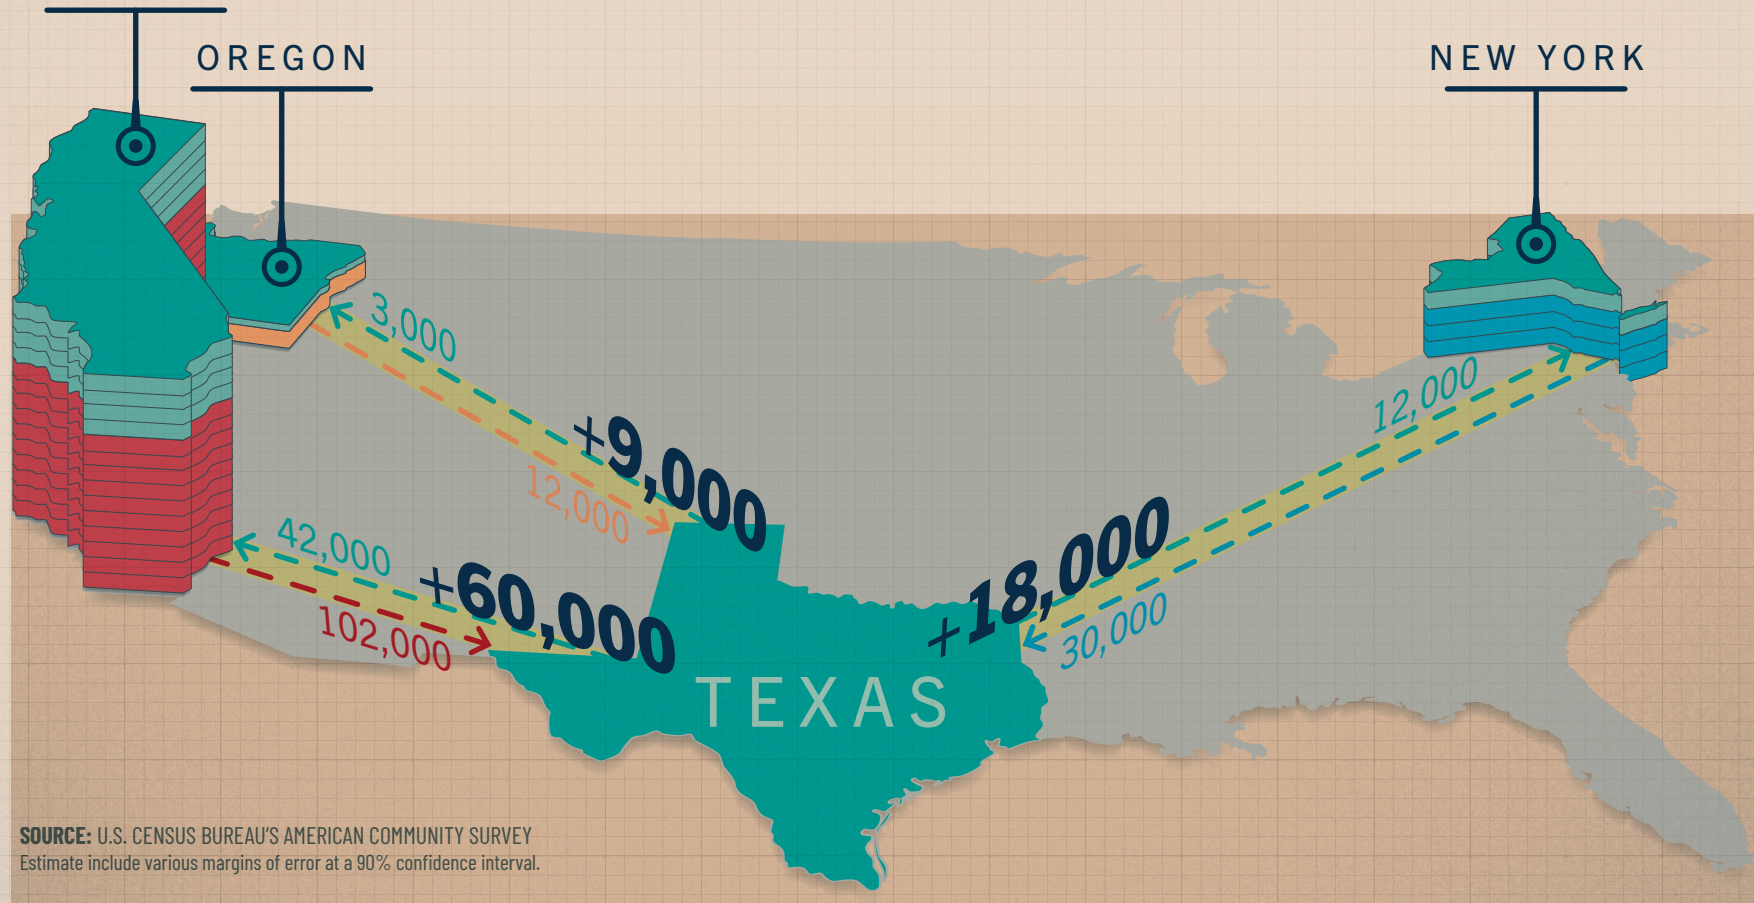 OREGON
NEW YORK
3,000
+9,000
12,000
12,000
+18,000
30,000
42,000
+60,000
102,000
TEXAS
SOURCE: U.S. CENSUS BUREAU'S AMERICAN COMMUNITY SURVEY
Estimate include various margins of error at a 90% confidence interval.